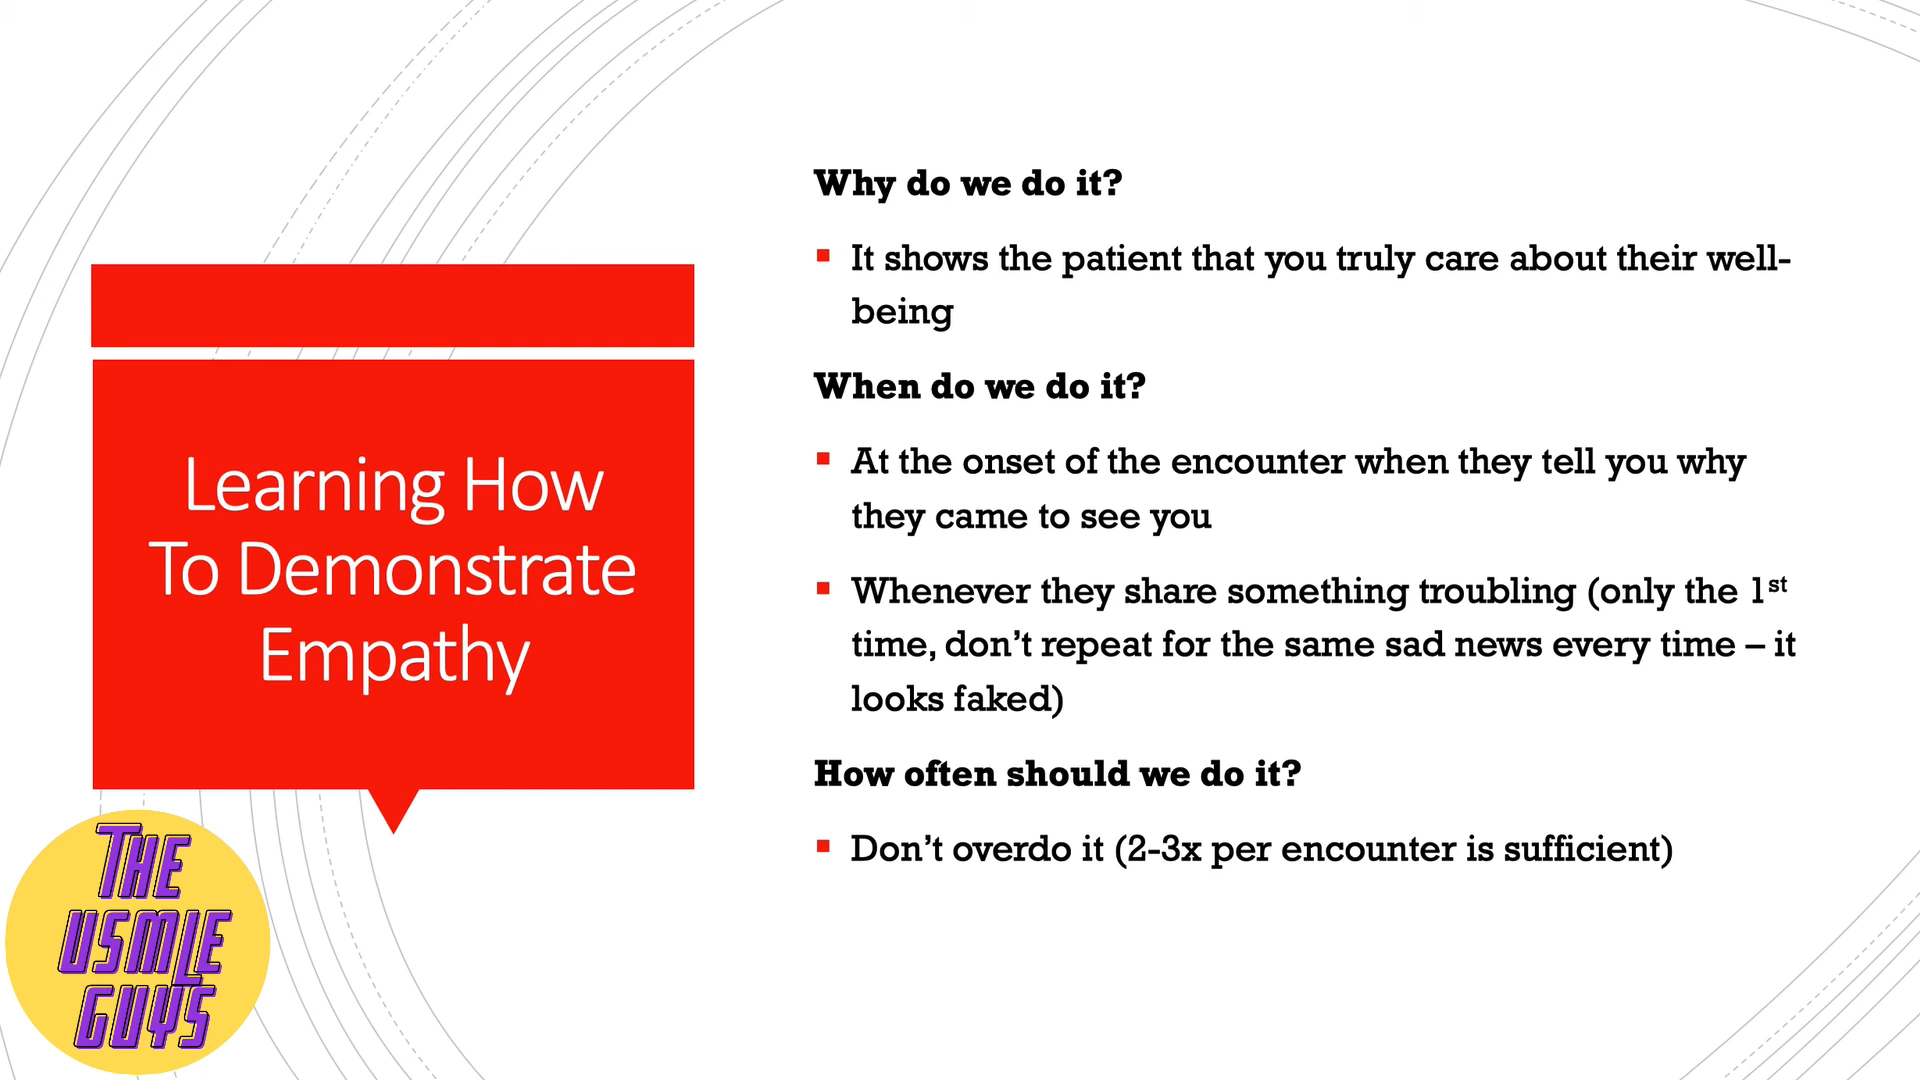 Learning How
To Demonstrate
Empathy
Why do we do it?
It shows the patient that you truly care about their well-
being
When do we do it?
At the onset of the encounter when they tell you why
they came to see you
Whenever they share something troubling (only the 1st
time, don’t repeat for the same sad news every time – it
looks faked)
How often should we do it?
Don’t overdo it (2-3x per encounter is sufficient)
THE
USMLE
GUYS